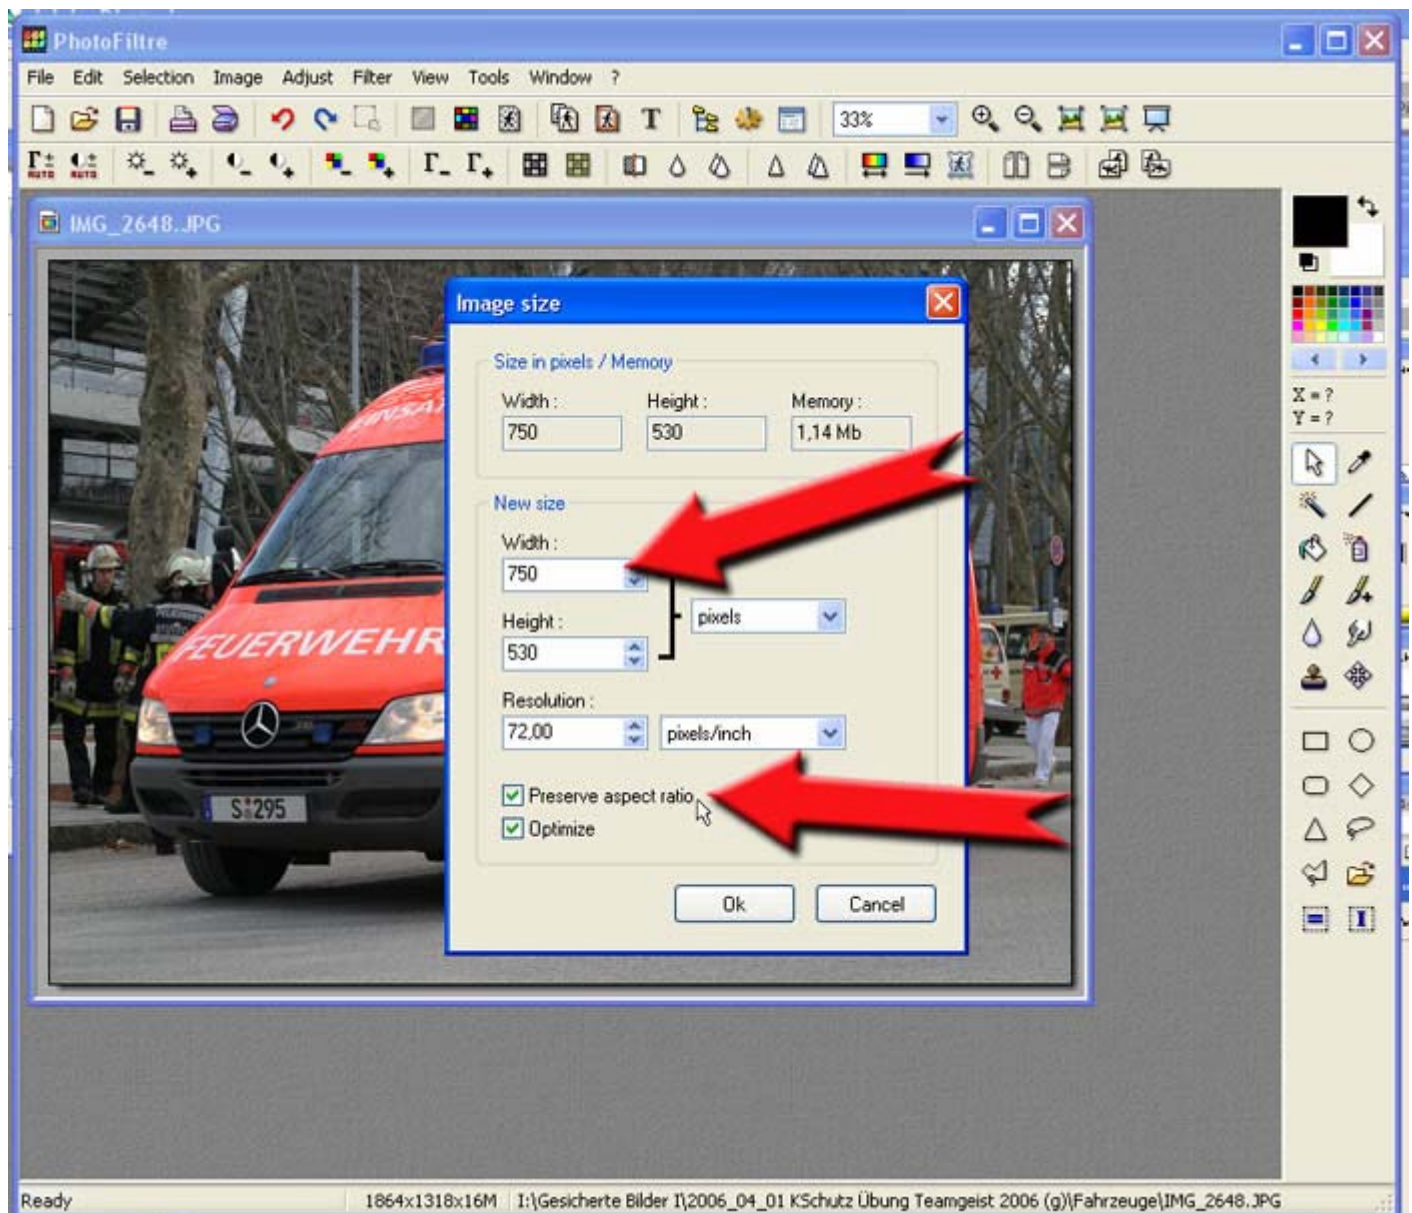 PhotoFiltre
File Edit Selection Image Adjust Filter View Tools Window ?
T 33%
AUTO AUTO
IMG_2648.JPG
Image size
Size in pixels / Memory
Width : Height : Memory :
750 530 1,14 Mb
New size
Width :
750
pixels
Height :
530
Resolution :
72,00 pixels/inch
Preserve aspect ratio
Optimize
Ok Cancel
X = ?
Y = ?
EINSA
FEUERWEHR
S 295
Ready 1864x1318x16M I:\Gesicherte Bilder I\2006_04_01 KSchutz Übung Teamgeist 2006 (g)\Fahrzeuge\IMG_2648.JPG